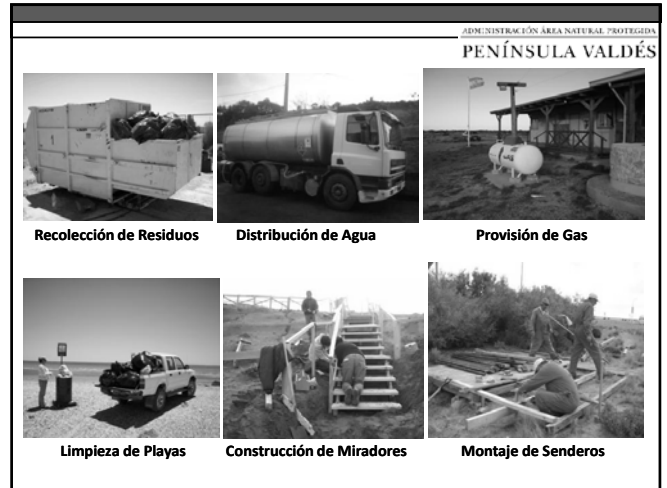 ADMINISTRACIÓN ÁREA NATURAL PROTEGIDA
PENÍNSULA VALDÉS
Recolección de Residuos
Distribución de Agua
Provisión de Gas
Limpieza de Playas
Construcción de Miradores
Montaje de Senderos